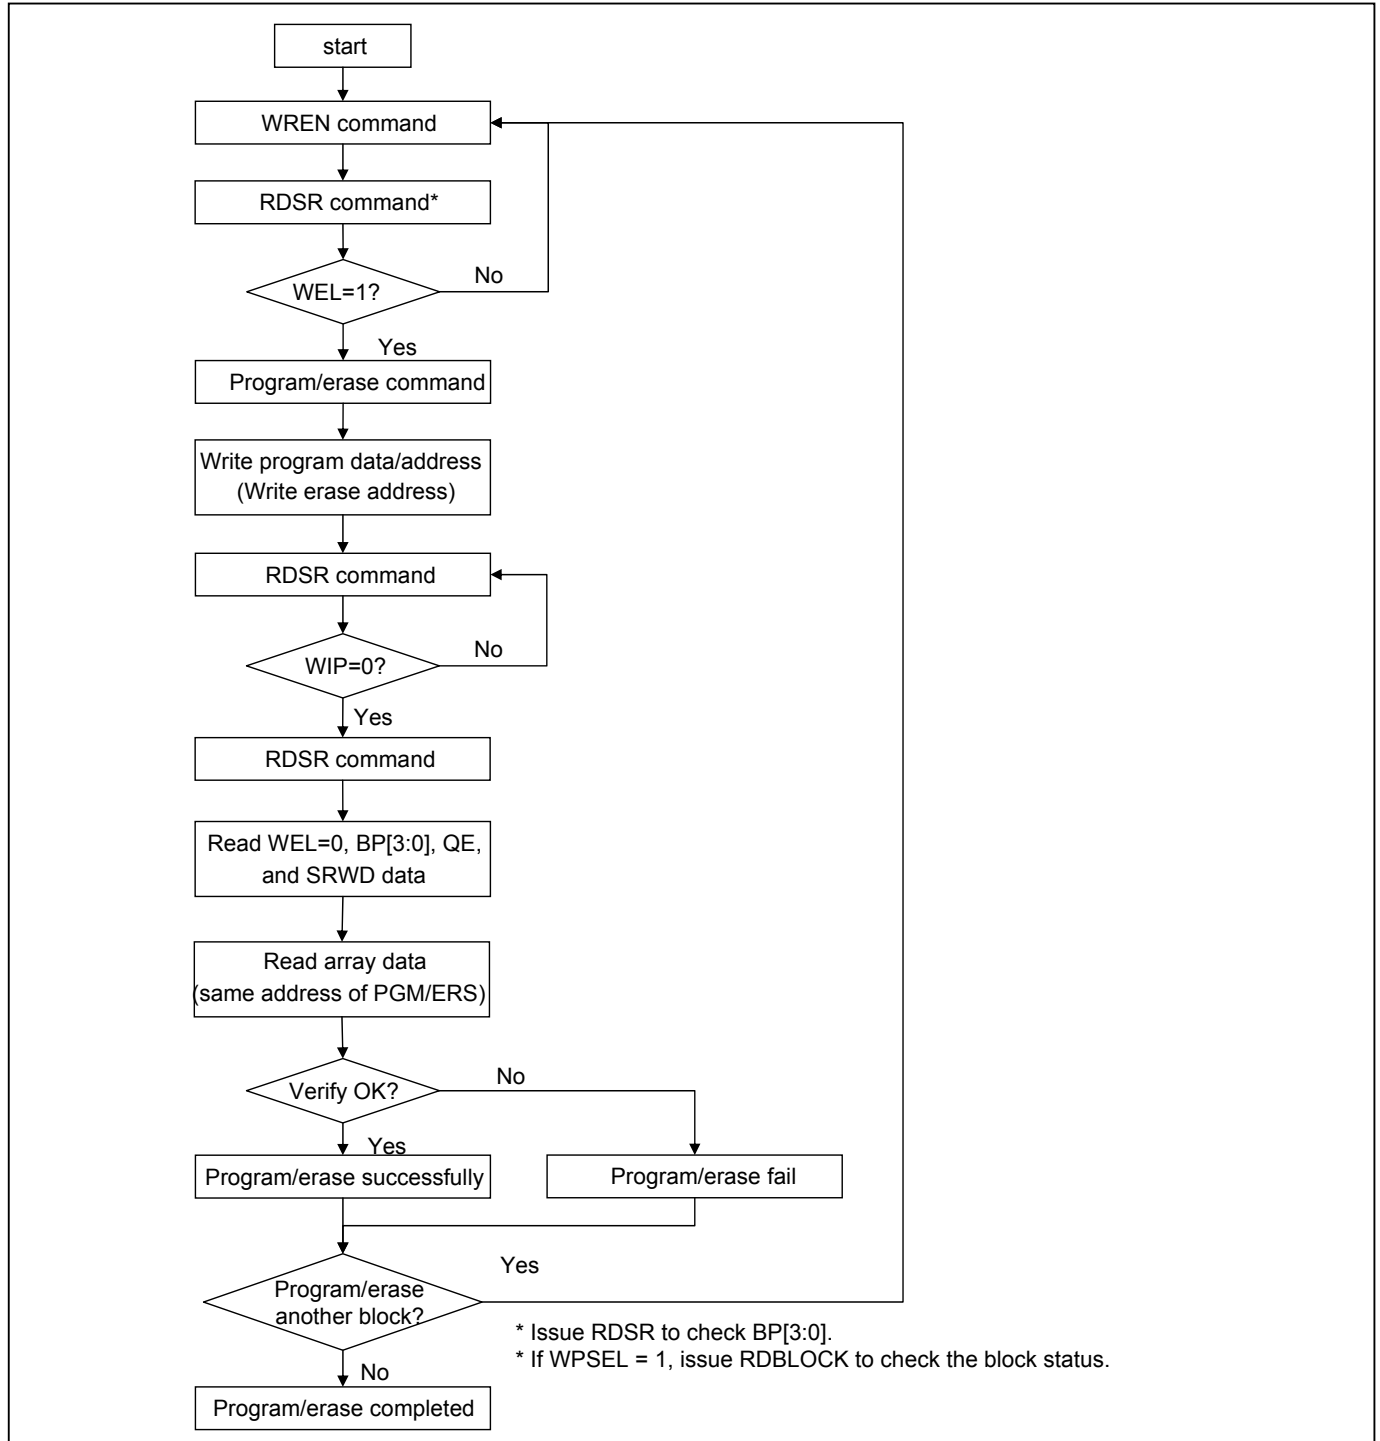 start
WREN command
RDSR command*
WEL=1?
No
Yes
Program/erase command
Write program data/address
(Write erase address)
RDSR command
WIP=0?
No
Yes
RDSR command
Read WEL=0, BP[3:0], QE,
and SRWD data
Read array data
(same address of PGM/ERS)
Verify OK?
No
Yes
Program/erase successfully
Program/erase fail
Program/erase
another block?
Yes
* Issue RDSR to check BP[3:0].
* If WPSEL = 1, issue RDBLOCK to check the block status.
No
Program/erase completed